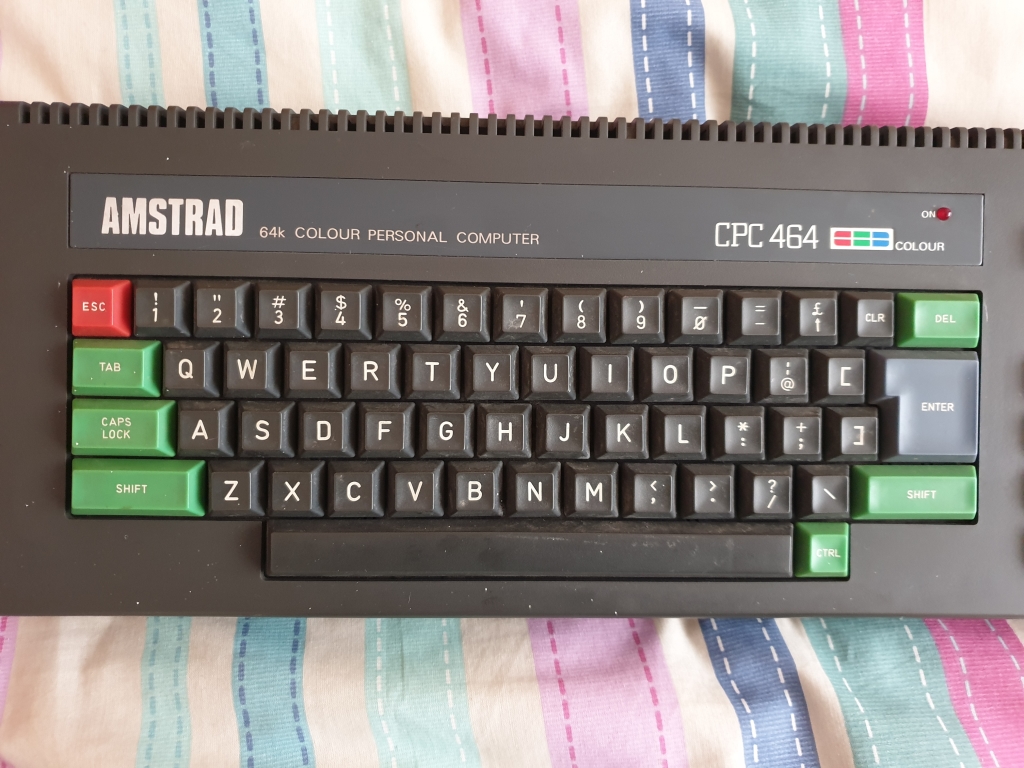 AMSTRAD 64k COLOUR PERSONAL COMPUTER CPC 464 COLOUR ON
ESC ! 1 " 2 # 3 $ 4 % 5 & 6 ' 7 ( 8 ) 9 _ 0 = - £ ↑ CLR DEL
TAB Q W E R T Y U I O P ¦ @ [ ENTER
CAPS LOCK A S D F G H J K L * : + ; ]
SHIFT Z X C V B N M < , > . ? / \ SHIFT
CTRL